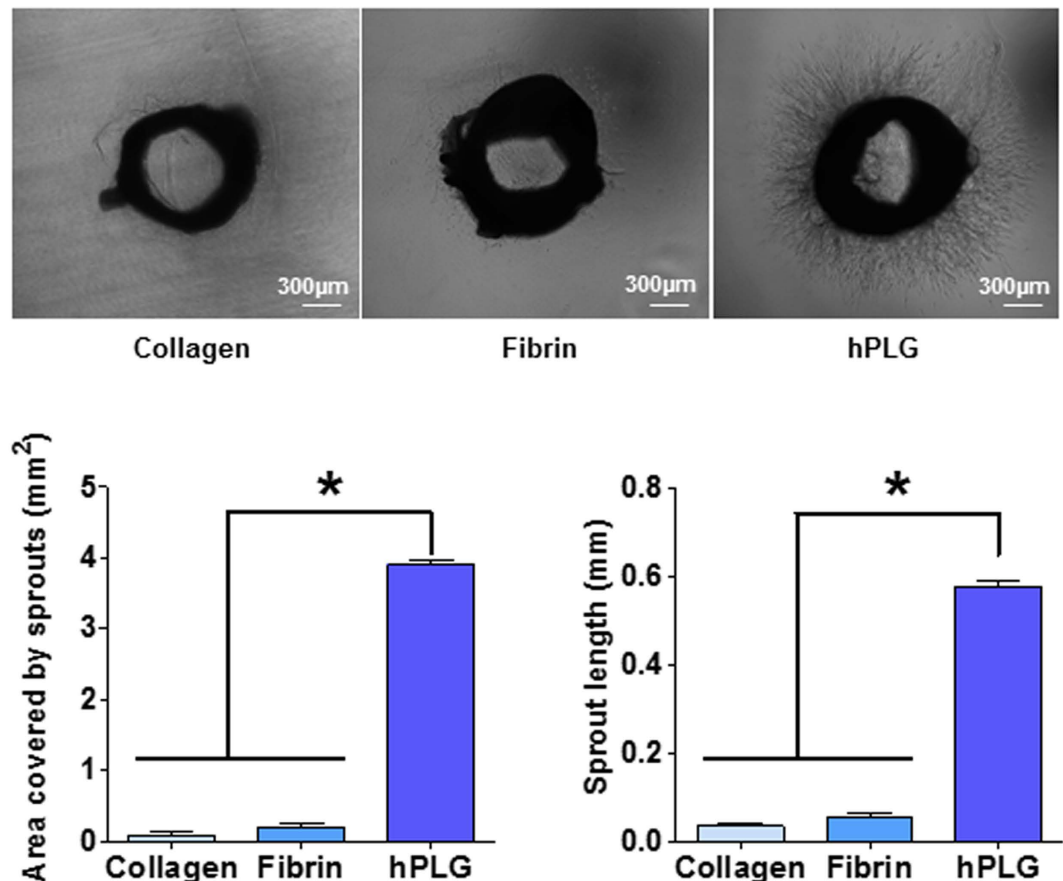 300µm
300µm
300µm
Collagen
Fibrin
hPLG
Area covered by sprouts (mm²)
5
4
3
2
1
0
*
Collagen
Fibrin
hPLG
Sprout length (mm)
0.8
0.6
0.4
0.2
0.0
*
Collagen
Fibrin
hPLG